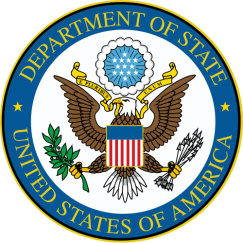 DEPARTMENT OF STATE
UNITED STATES OF AMERICA